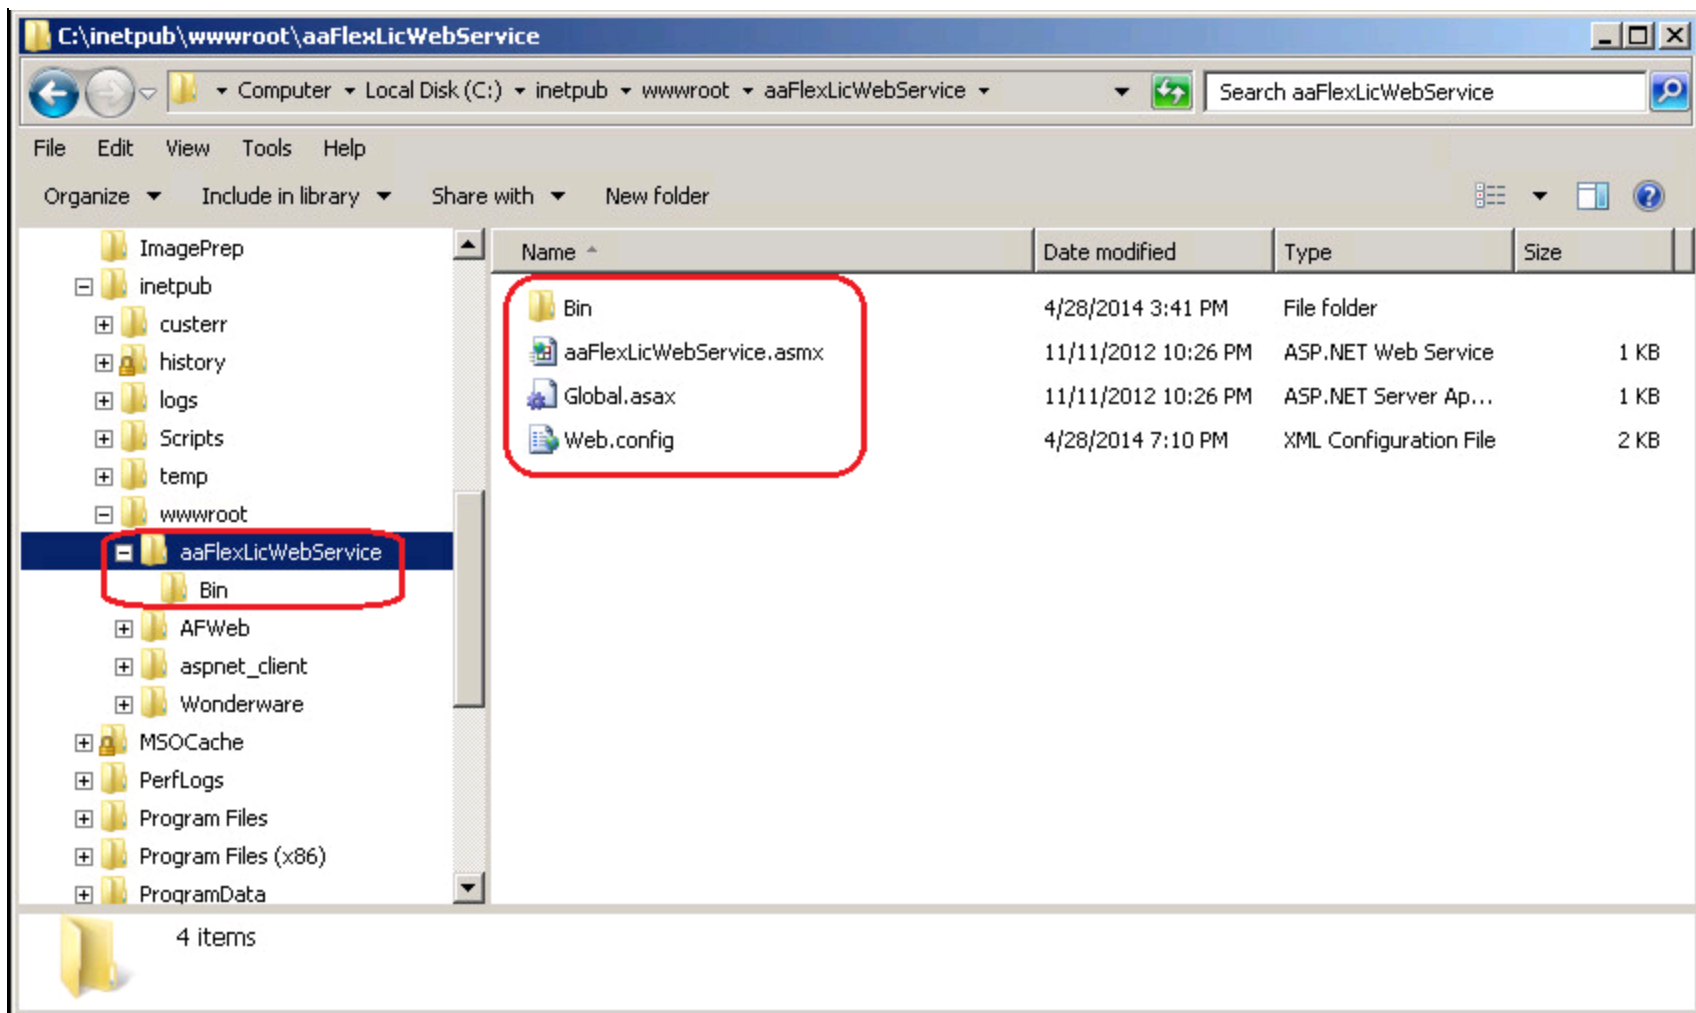 C:\inetpub\wwwroot\aaFlexLicWebService
Computer Local Disk (C:) inetpub wwwroot aaFlexLicWebService
Search aaFlexLicWebService
File Edit View Tools Help
Organize Include in library Share with New folder
ImagePrep
inetpub
custerr
history
logs
Scripts
temp
wwwroot
aaFlexLicWebService
Bin
AFWeb
aspnet_client
Wonderware
MSOCache
PerfLogs
Program Files
Program Files (x86)
ProgramData
Name Date modified Type Size
Bin 4/28/2014 3:41 PM File folder
aaFlexLicWebService.asmx 11/11/2012 10:26 PM ASP.NET Web Service 1 KB
Global.asax 11/11/2012 10:26 PM ASP.NET Server Ap... 1 KB
Web.config 4/28/2014 7:10 PM XML Configuration File 2 KB
4 items